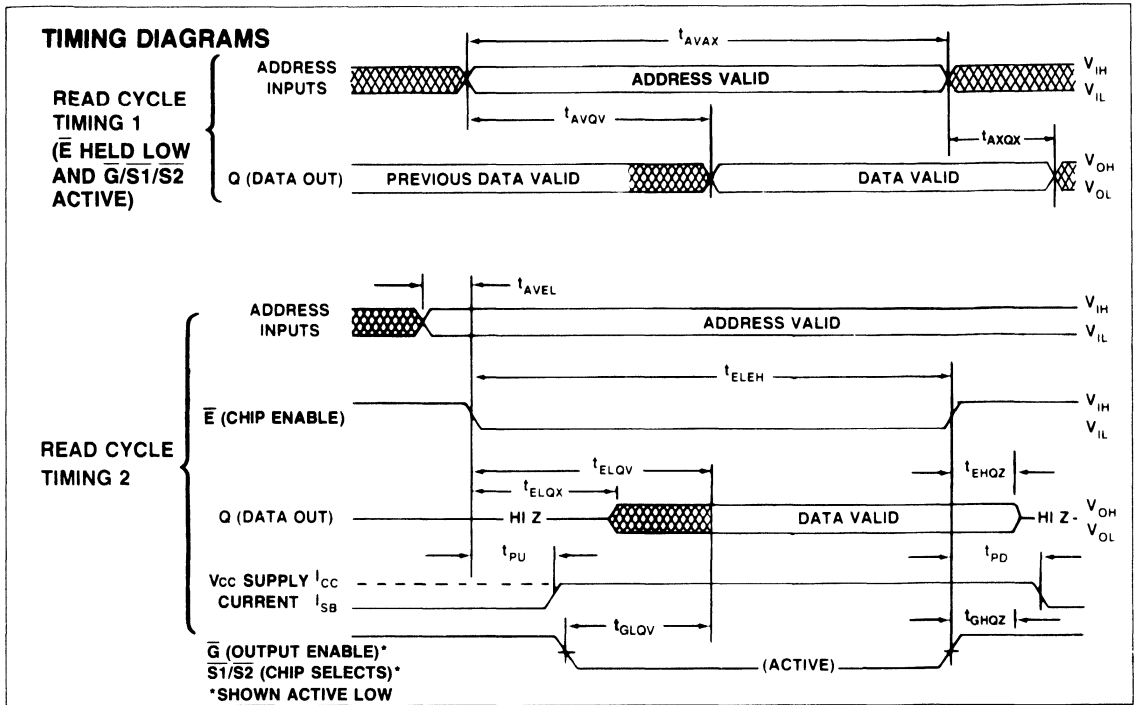 TIMING DIAGRAMS
t_AVAX
ADDRESS
INPUTS
ADDRESS VALID
V_IH
V_IL
READ CYCLE
TIMING 1
(E̅ HELD LOW
AND G̅/S̅1̅/S̅2̅
ACTIVE)
t_AVQV
t_AXQX
Q (DATA OUT)
PREVIOUS DATA VALID
DATA VALID
V_OH
V_OL
t_AVEL
ADDRESS
INPUTS
ADDRESS VALID
V_IH
V_IL
t_ELEH
E̅ (CHIP ENABLE)
V_IH
V_IL
READ CYCLE
TIMING 2
t_ELQV
t_EHQZ
t_ELQX
Q (DATA OUT)
HI Z
DATA VALID
HI Z
V_OH
V_OL
t_PU
t_PD
Vcc SUPPLY I_CC
CURRENT I_SB
t_GLQV
t_GHQZ
G̅ (OUTPUT ENABLE)*
S̅1̅/S̅2̅ (CHIP SELECTS)*
(ACTIVE)
*SHOWN ACTIVE LOW